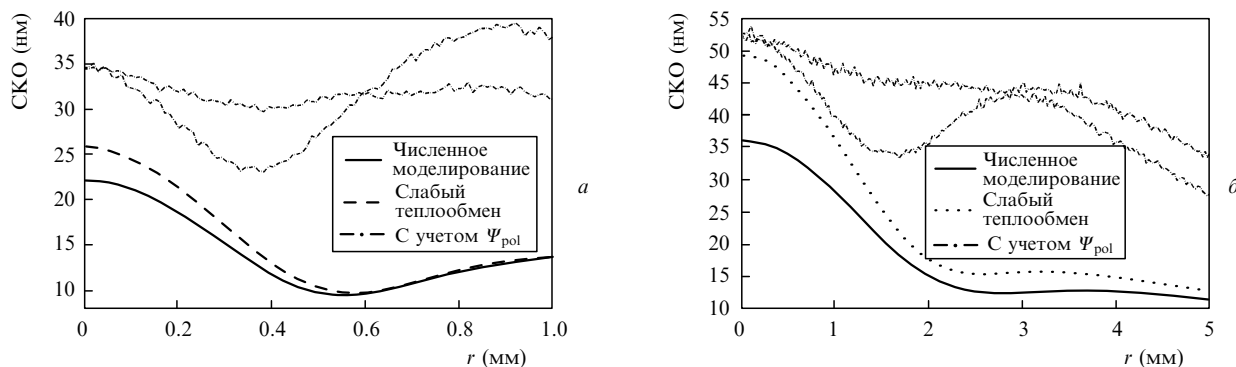 СКО (нм)
40
35
30
25
20
15
10
0
0.2
0.4
0.6
0.8
1.0
r (мм)
Численное
моделирование
Слабый
теплообмен
С учетом Ψpol
а
СКО (нм)
55
50
45
40
35
30
25
20
15
10
0
1
2
3
4
5
r (мм)
Численное
моделирование
Слабый
теплообмен
С учетом Ψpol
б